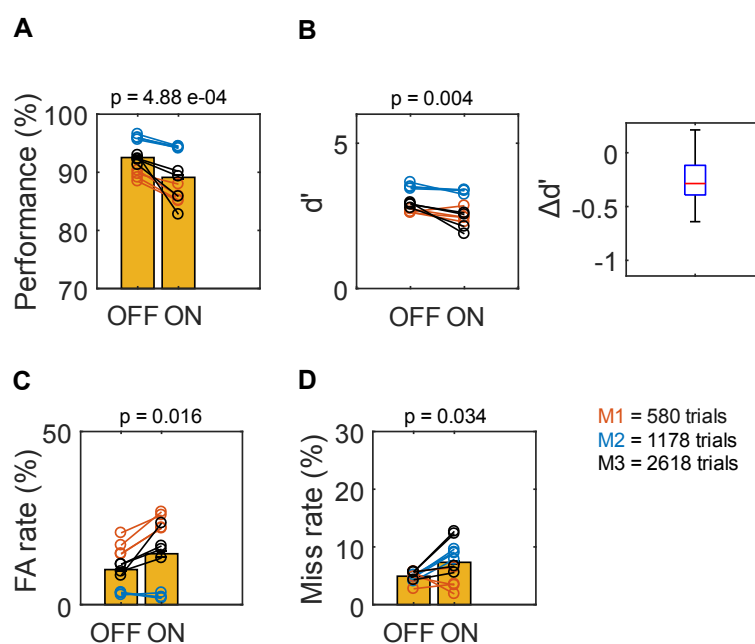 A
B
p = 4.88 e-04
p = 0.004
Performance (%)
100
90
80
70
OFF ON
d'
5
0
OFF ON
Δd'
0
-0.5
-1
C
D
p = 0.016
p = 0.034
FA rate (%)
50
0
OFF ON
Miss rate (%)
30
20
10
0
OFF ON
M1 = 580 trials
M2 = 1178 trials
M3 = 2618 trials